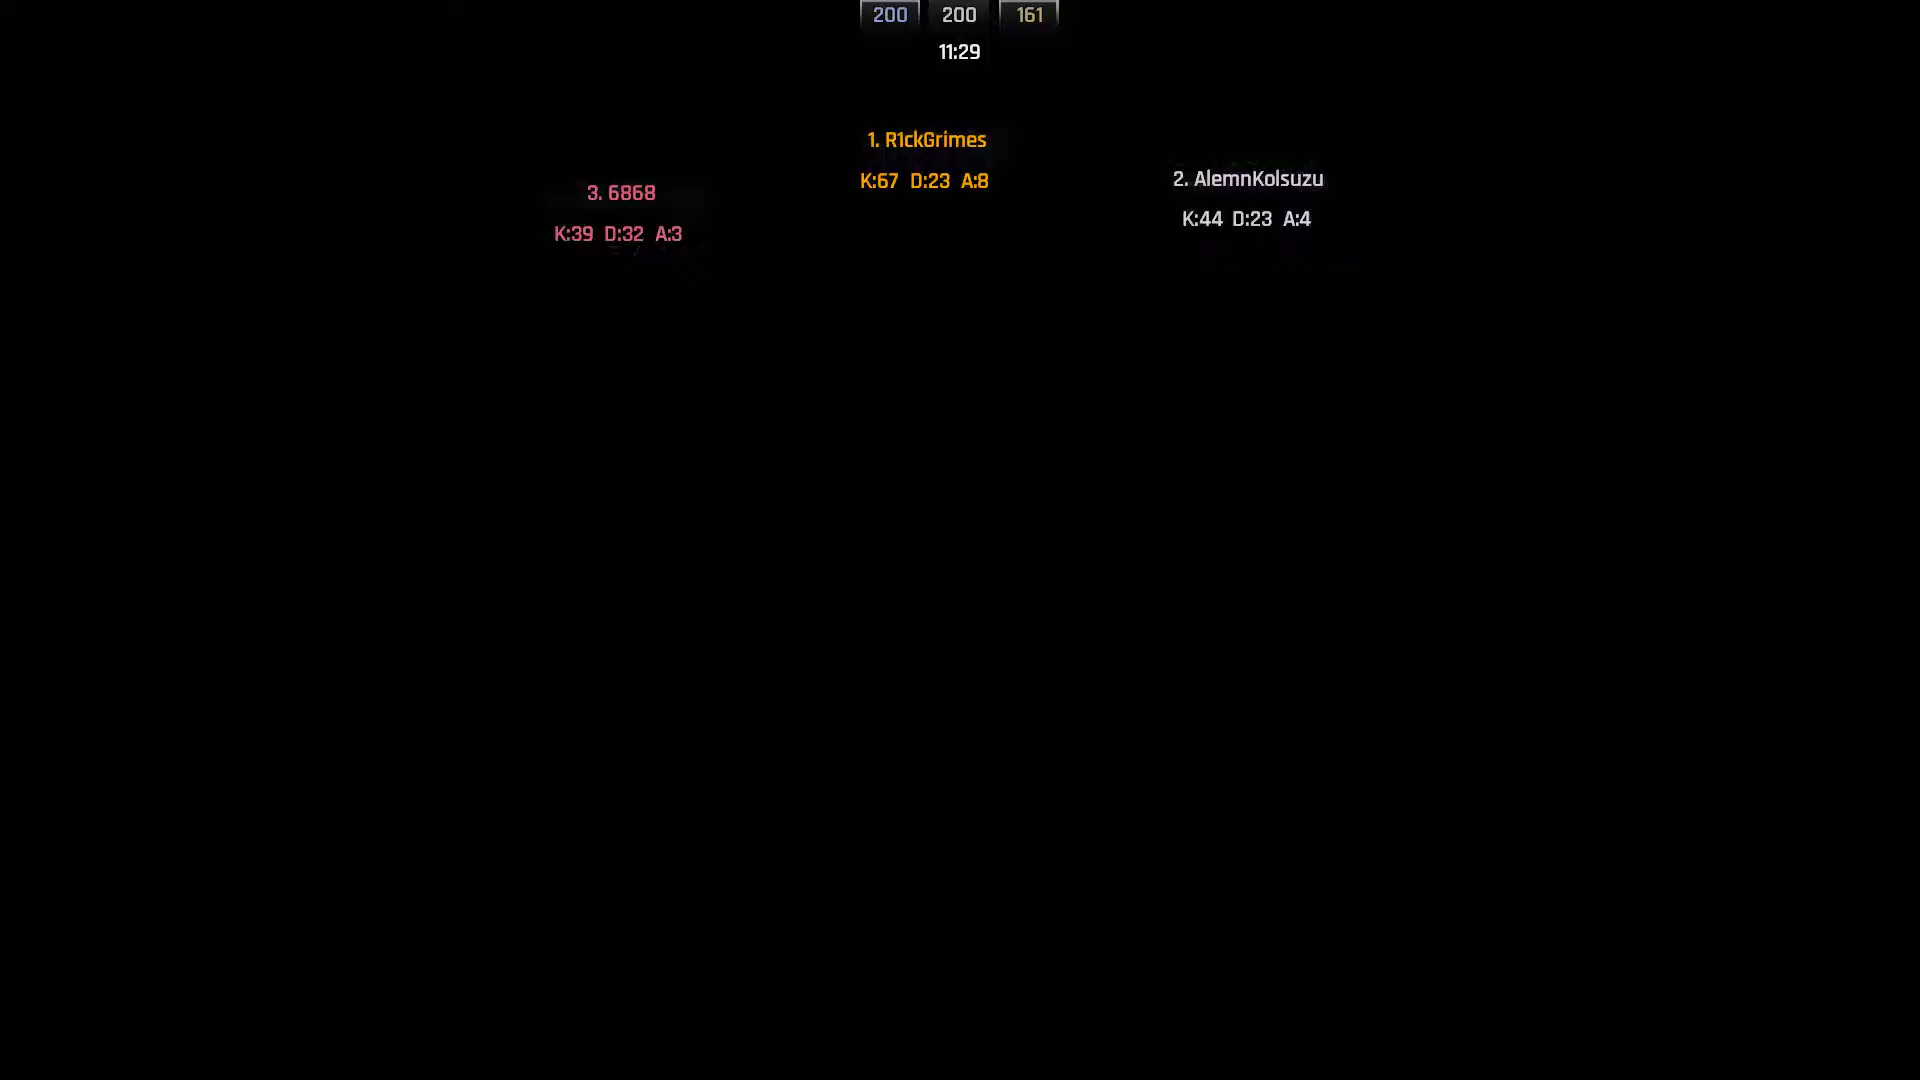 200 200 161
11:29
1. R1ckGrimes
K:67 D:23 A:8
2. AlemnKolsuzu
K:44 D:23 A:4
3. 6868
K:39 D:32 A:3